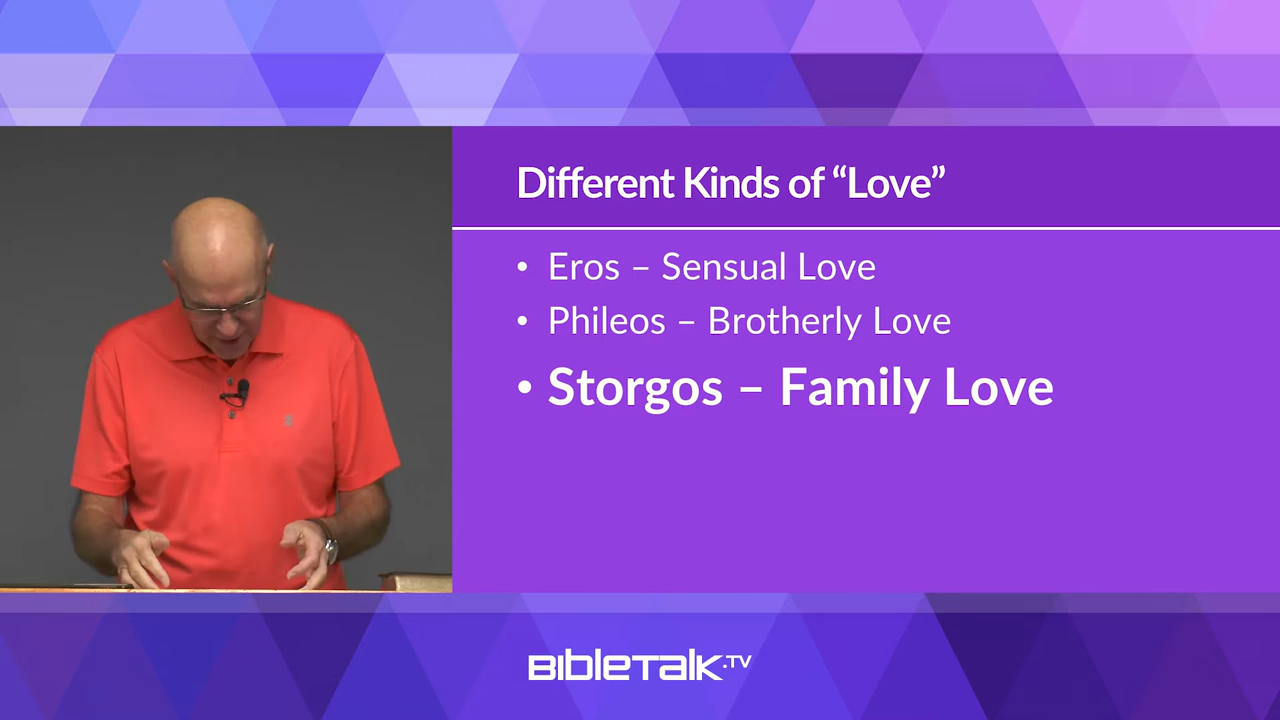 Different Kinds of “Love”
• Eros – Sensual Love
• Phileos – Brotherly Love
• Storgos – Family Love
BibleTalk.TV